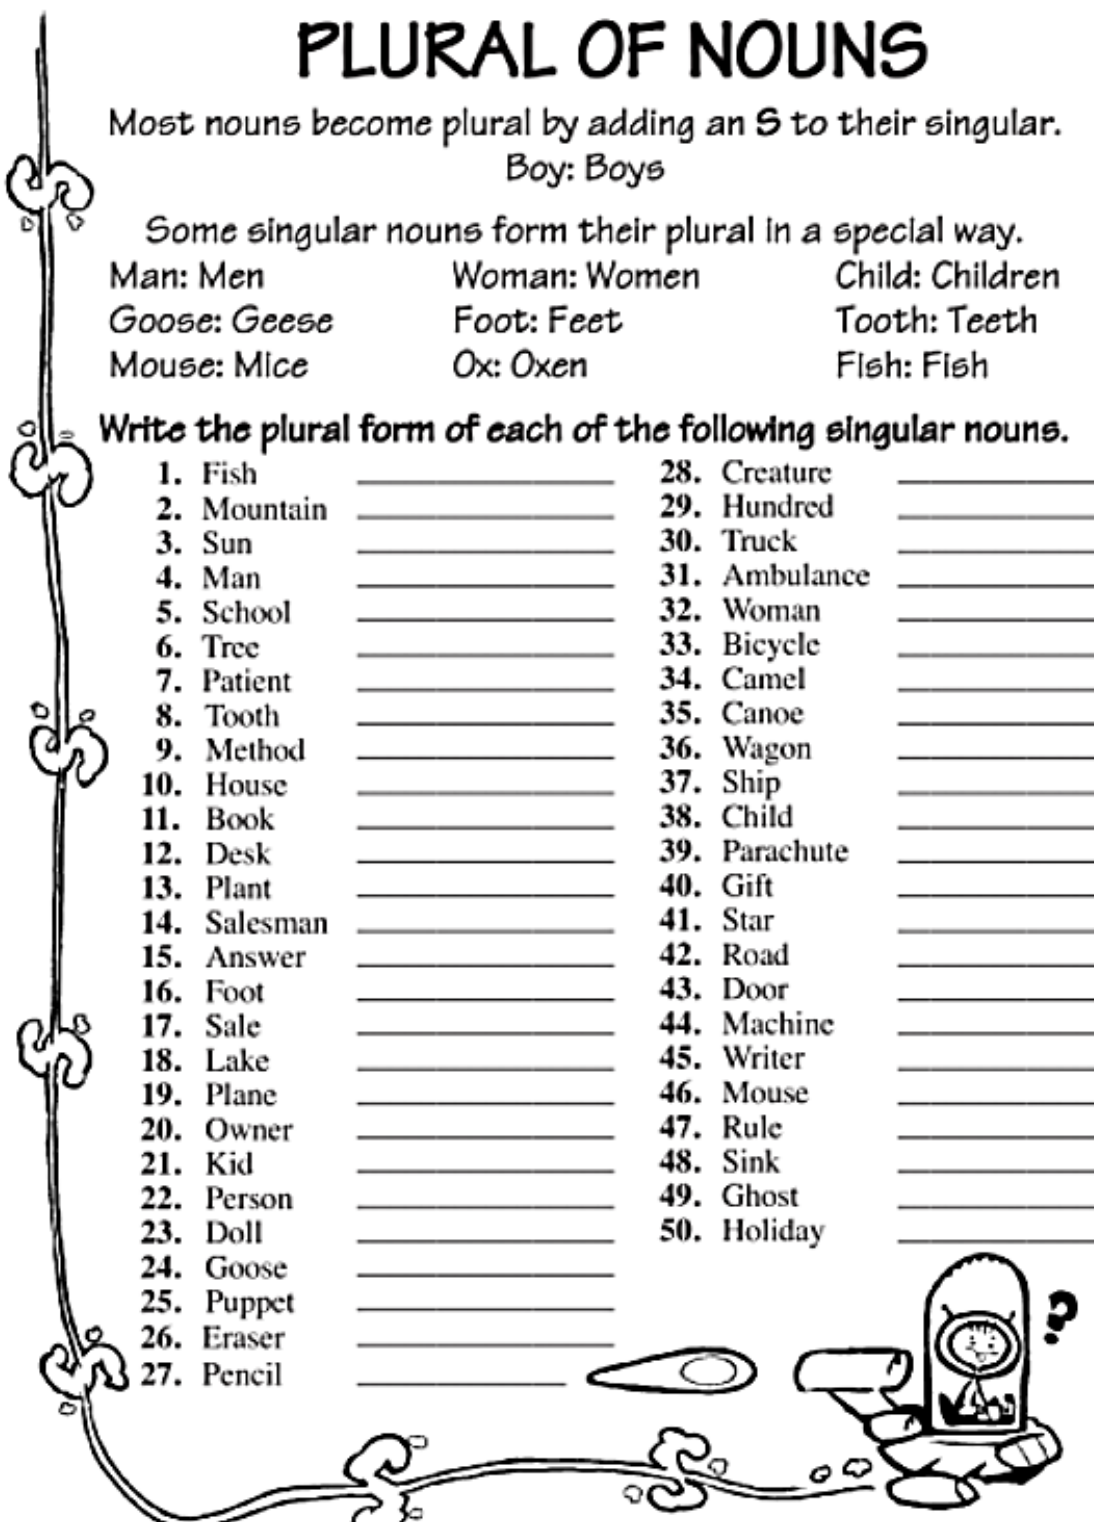 PLURAL OF NOUNS
Most nouns become plural by adding an S to their singular.
Boy: Boys
Some singular nouns form their plural in a special way.
Man: Men Woman: Women Child: Children
Goose: Geese Foot: Feet Tooth: Teeth
Mouse: Mice Ox: Oxen Fish: Fish
Write the plural form of each of the following singular nouns.
1. Fish
2. Mountain
3. Sun
4. Man
5. School
6. Tree
7. Patient
8. Tooth
9. Method
10. House
11. Book
12. Desk
13. Plant
14. Salesman
15. Answer
16. Foot
17. Sale
18. Lake
19. Plane
20. Owner
21. Kid
22. Person
23. Doll
24. Goose
25. Puppet
26. Eraser
27. Pencil
28. Creature
29. Hundred
30. Truck
31. Ambulance
32. Woman
33. Bicycle
34. Camel
35. Canoe
36. Wagon
37. Ship
38. Child
39. Parachute
40. Gift
41. Star
42. Road
43. Door
44. Machine
45. Writer
46. Mouse
47. Rule
48. Sink
49. Ghost
50. Holiday
?